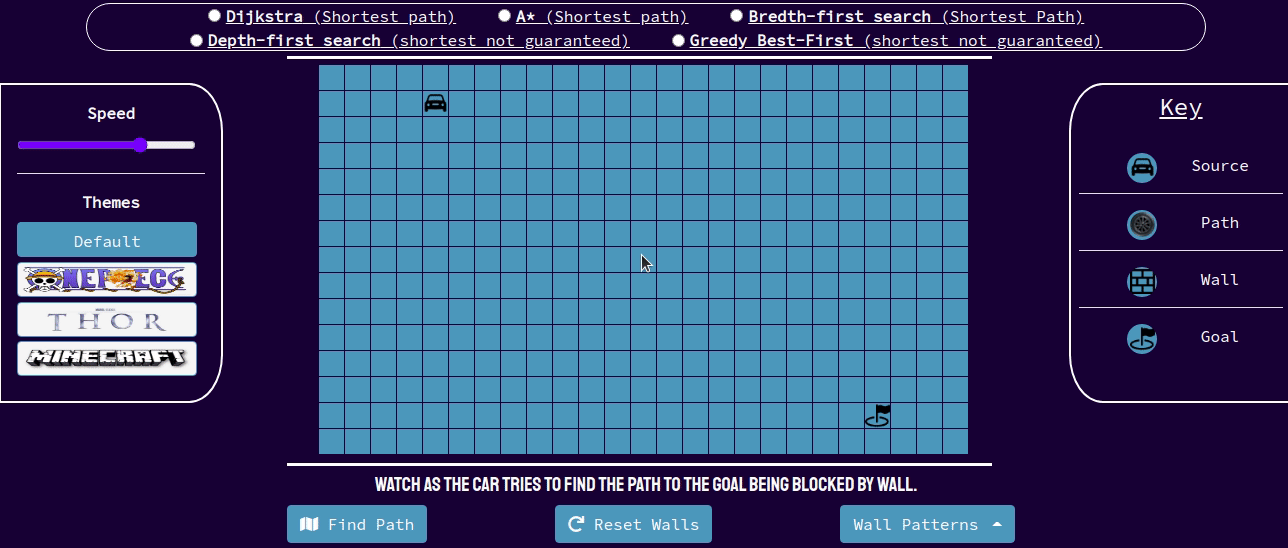 Dijkstra (Shortest path) A* (Shortest path) Bredth-first search (Shortest Path)
Depth-first search (shortest not guaranteed) Greedy Best-First (shortest not guaranteed)
Speed
Themes
Default
ONE PIECE
THOR
MINECRAFT
Key
Source
Path
Wall
Goal
WATCH AS THE CAR TRIES TO FIND THE PATH TO THE GOAL BEING BLOCKED BY WALL.
Find Path Reset Walls Wall Patterns